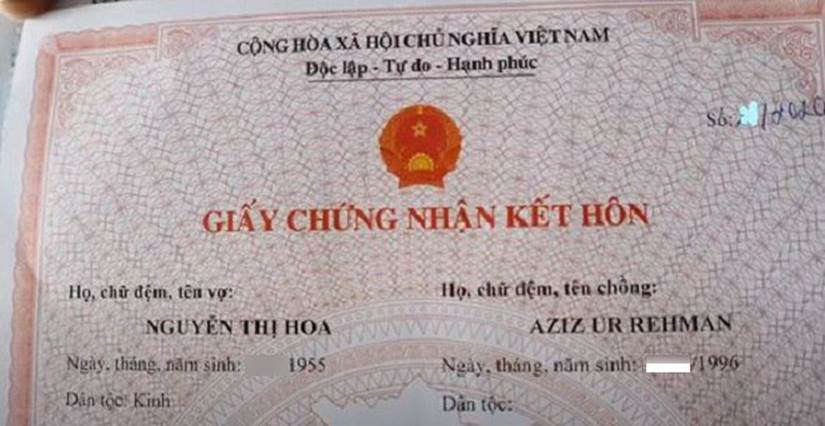 CỘNG HÒA XÃ HỘI CHỦ NGHĨA VIỆT NAM
Độc lập - Tự do - Hạnh phúc
Số:
GIẤY CHỨNG NHẬN KẾT HÔN
Họ, chữ đệm, tên vợ: Họ, chữ đệm, tên chồng:
NGUYỄN THỊ HOA AZIZ UR REHMAN
Ngày, tháng, năm sinh: 1955 Ngày, tháng, năm sinh: /1996
Dân tộc: Kinh Dân tộc: